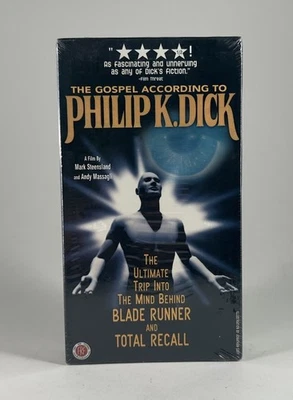 "★★★★!
As Fascinating and Unnerving
as any of Dick's Fiction."
-Film Threat
THE GOSPEL ACCORDING TO
PHILIP K. DICK
A Film By
Mark Steensland
and Andy Massagli
THE
ULTIMATE
TRIP INTO
THE MIND BEHIND
BLADE RUNNER
AND
TOTAL RECALL